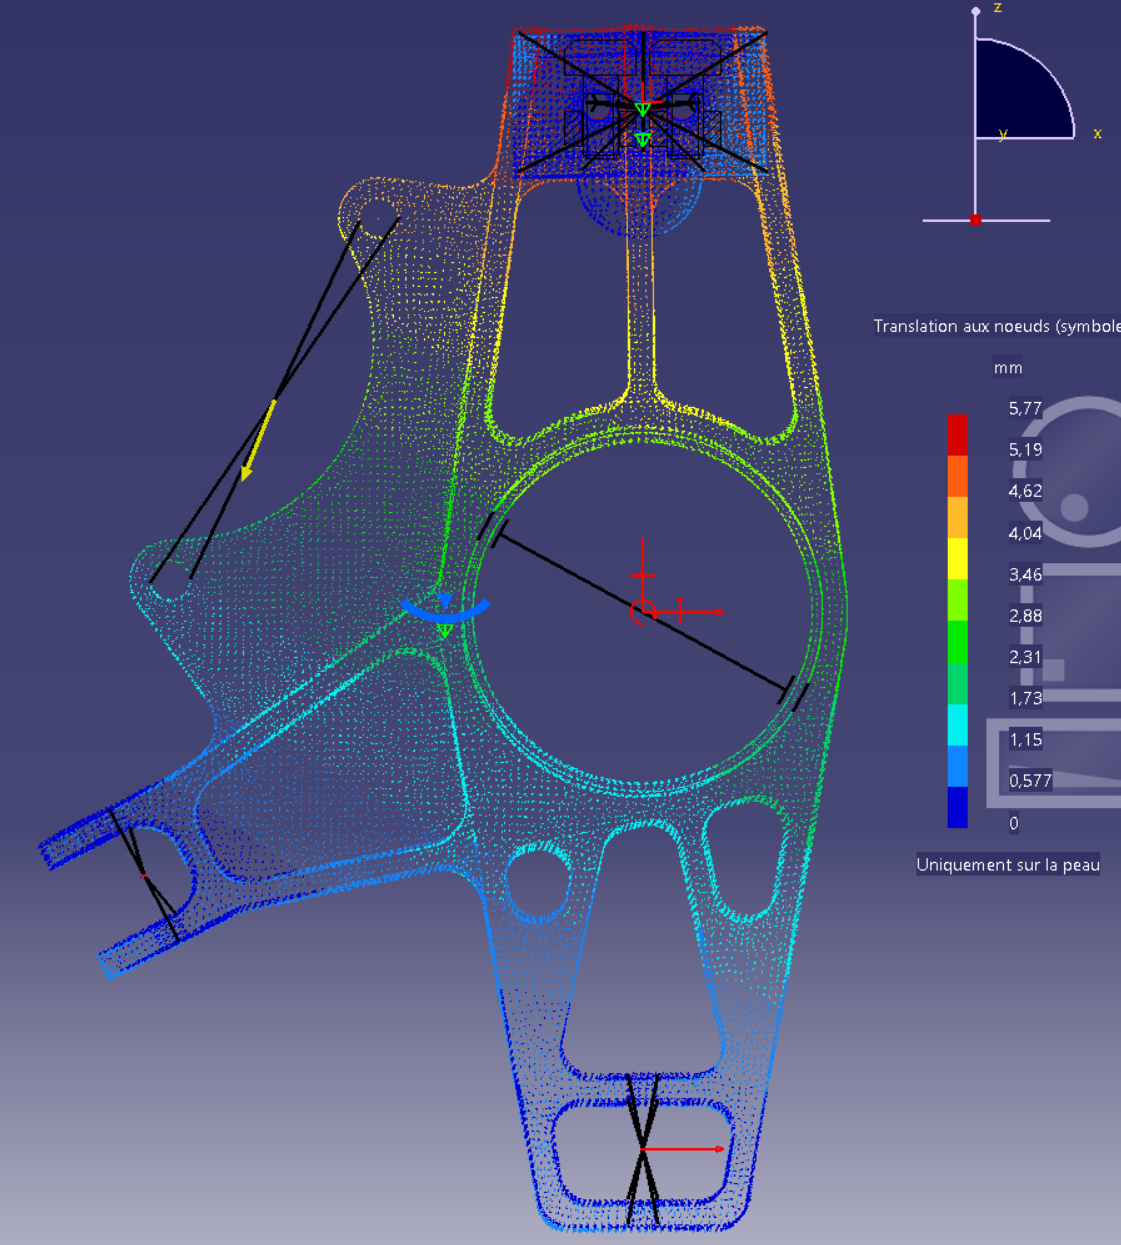 z
y
x
Translation aux noeuds (symbole
mm
5,77
5,19
4,62
4,04
3,46
2,88
2,31
1,73
1,15
0,577
0
Uniquement sur la peau